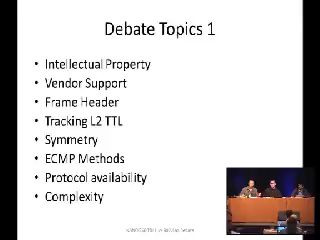 Debate Topics 1
• Intellectual Property
• Vendor Support
• Frame Header
• Tracking L2 TTL
• Symmetry
• ECMP Methods
• Protocol availability
• Complexity